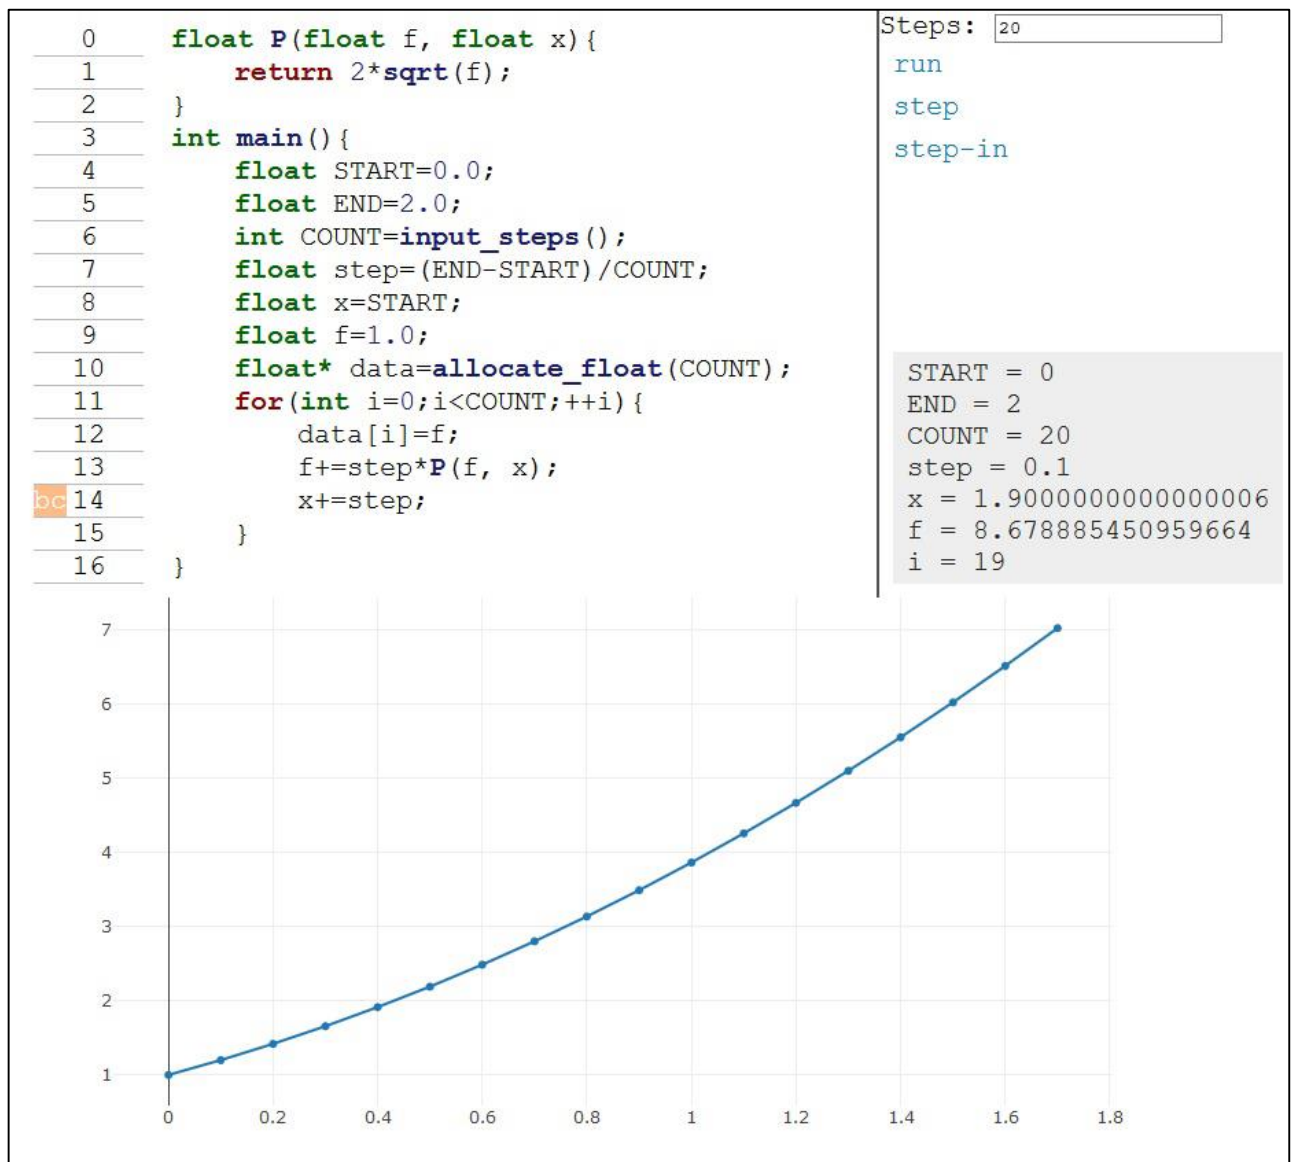 0 float P(float f, float x){
1 return 2*sqrt(f);
2 }
3 int main(){
4 float START=0.0;
5 float END=2.0;
6 int COUNT=input_steps();
7 float step=(END-START)/COUNT;
8 float x=START;
9 float f=1.0;
10 float* data=allocate_float(COUNT);
11 for(int i=0;i<COUNT;++i){
12 data[i]=f;
13 f+=step*P(f, x);
bc 14 x+=step;
15 }
16 }
Steps: 20
run
step
step-in
START = 0
END = 2
COUNT = 20
step = 0.1
x = 1.9000000000000006
f = 8.678885450959664
i = 19
7
6
5
4
3
2
1
0 0.2 0.4 0.6 0.8 1 1.2 1.4 1.6 1.8